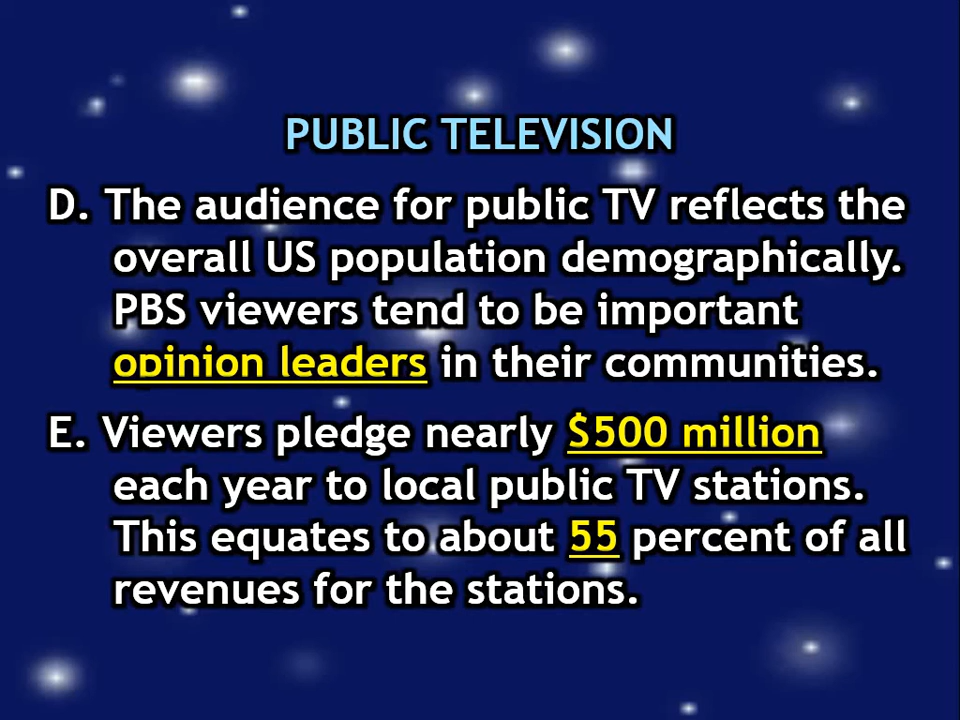 PUBLIC TELEVISION
D. The audience for public TV reflects the
overall US population demographically.
PBS viewers tend to be important
opinion leaders in their communities.
E. Viewers pledge nearly $500 million
each year to local public TV stations.
This equates to about 55 percent of all
revenues for the stations.